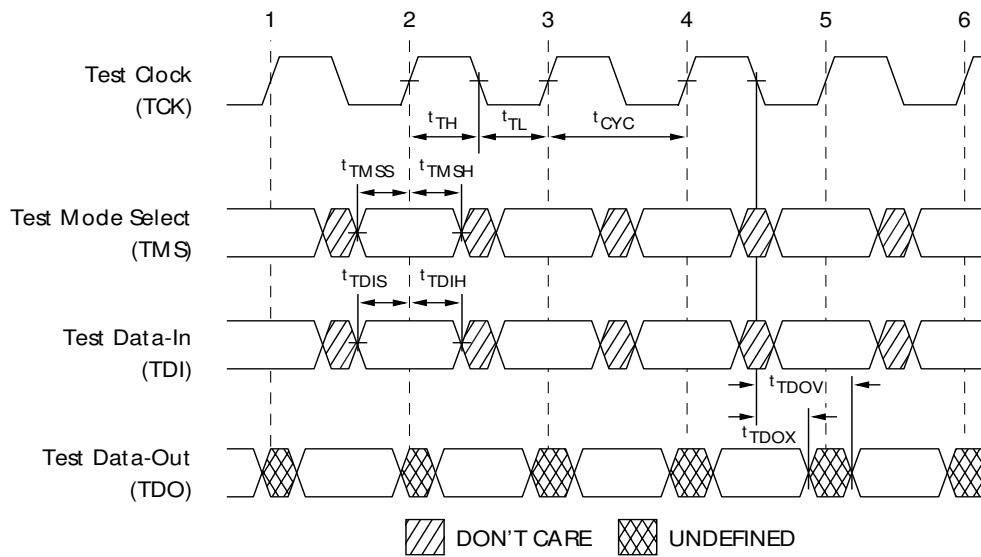 1 2 3 4 5 6
Test Clock
(TCK)
tTH tTL tCYC
tTMSS tTMSH
Test Mode Select
(TMS)
tTDIS tTDIH
Test Data-In
(TDI)
tTDOV
tTDOX
Test Data-Out
(TDO)
DON'T CARE UNDEFINED